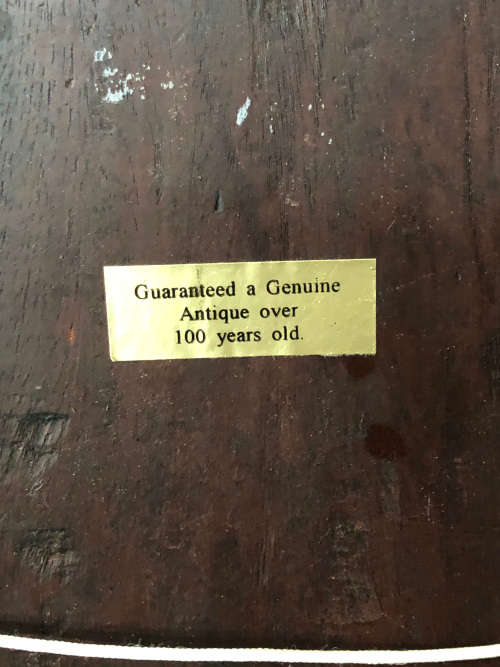 Guaranteed a Genuine
Antique over
100 years old.